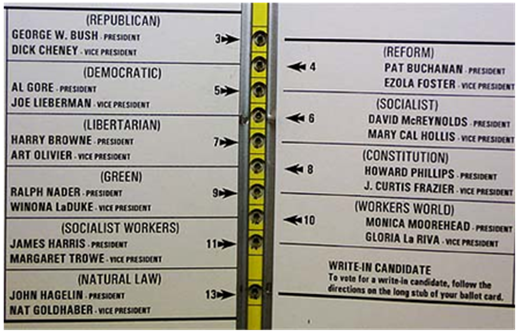 (REPUBLICAN)
GEORGE W. BUSH - PRESIDENT
DICK CHENEY - VICE PRESIDENT
3
(DEMOCRATIC)
AL GORE - PRESIDENT
JOE LIEBERMAN - VICE PRESIDENT
5
(LIBERTARIAN)
HARRY BROWNE - PRESIDENT
ART OLIVIER - VICE PRESIDENT
7
(GREEN)
RALPH NADER - PRESIDENT
WINONA LaDUKE - VICE PRESIDENT
9
(SOCIALIST WORKERS)
JAMES HARRIS - PRESIDENT
MARGARET TROWE - VICE PRESIDENT
11
(NATURAL LAW)
JOHN HAGELIN - PRESIDENT
NAT GOLDHABER - VICE PRESIDENT
13
(REFORM)
4
PAT BUCHANAN - PRESIDENT
EZOLA FOSTER - VICE PRESIDENT
(SOCIALIST)
6
DAVID McREYNOLDS - PRESIDENT
MARY CAL HOLLIS - VICE PRESIDENT
(CONSTITUTION)
8
HOWARD PHILLIPS - PRESIDENT
J. CURTIS FRAZIER - VICE PRESIDENT
(WORKERS WORLD)
10
MONICA MOOREHEAD - PRESIDENT
GLORIA La RIVA - VICE PRESIDENT
WRITE-IN CANDIDATE
To vote for a write-in candidate, follow the
directions on the long stub of your ballot card.